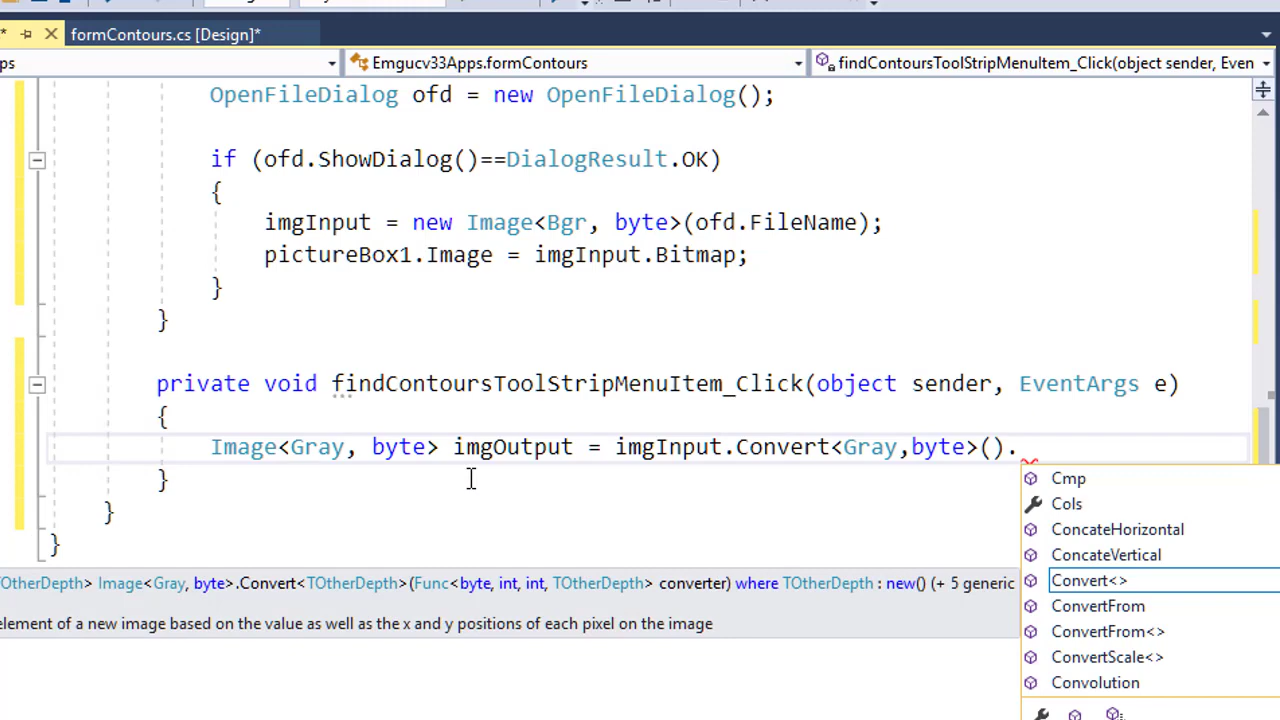 formContours.cs [Design]*
ps Emgucv33Apps.formContours findContoursToolStripMenuItem_Click(object sender, Even
OpenFileDialog ofd = new OpenFileDialog();
if (ofd.ShowDialog()==DialogResult.OK)
{
imgInput = new Image<Bgr, byte>(ofd.FileName);
pictureBox1.Image = imgInput.Bitmap;
}
}
private void findContoursToolStripMenuItem_Click(object sender, EventArgs e)
{
Image<Gray, byte> imgOutput = imgInput.Convert<Gray,byte>().
}
}
}
Cmp
Cols
ConcateHorizontal
ConcateVertical
Convert<>
ConvertFrom
ConvertFrom<>
ConvertScale<>
Convolution
TOtherDepth> Image<Gray, byte>.Convert<TOtherDepth>(Func<byte, int, int, TOtherDepth> converter) where TOtherDepth : new() (+ 5 generic
element of a new image based on the value as well as the x and y positions of each pixel on the image